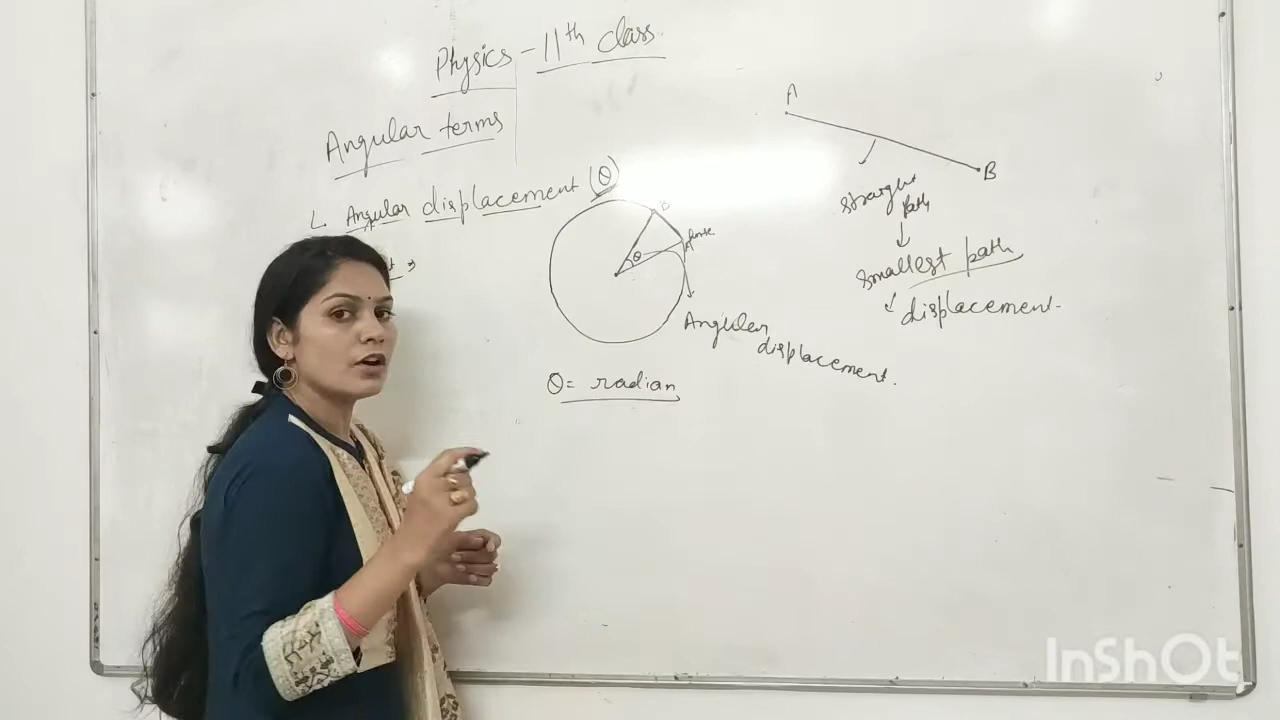 Physics - 11th class
Angular terms
1. Angular displacement (θ)
A
B
straight
path
↓
smallest path
↓ displacement.
B
θ
A
Angular
displacement.
θ = radian
InShOt